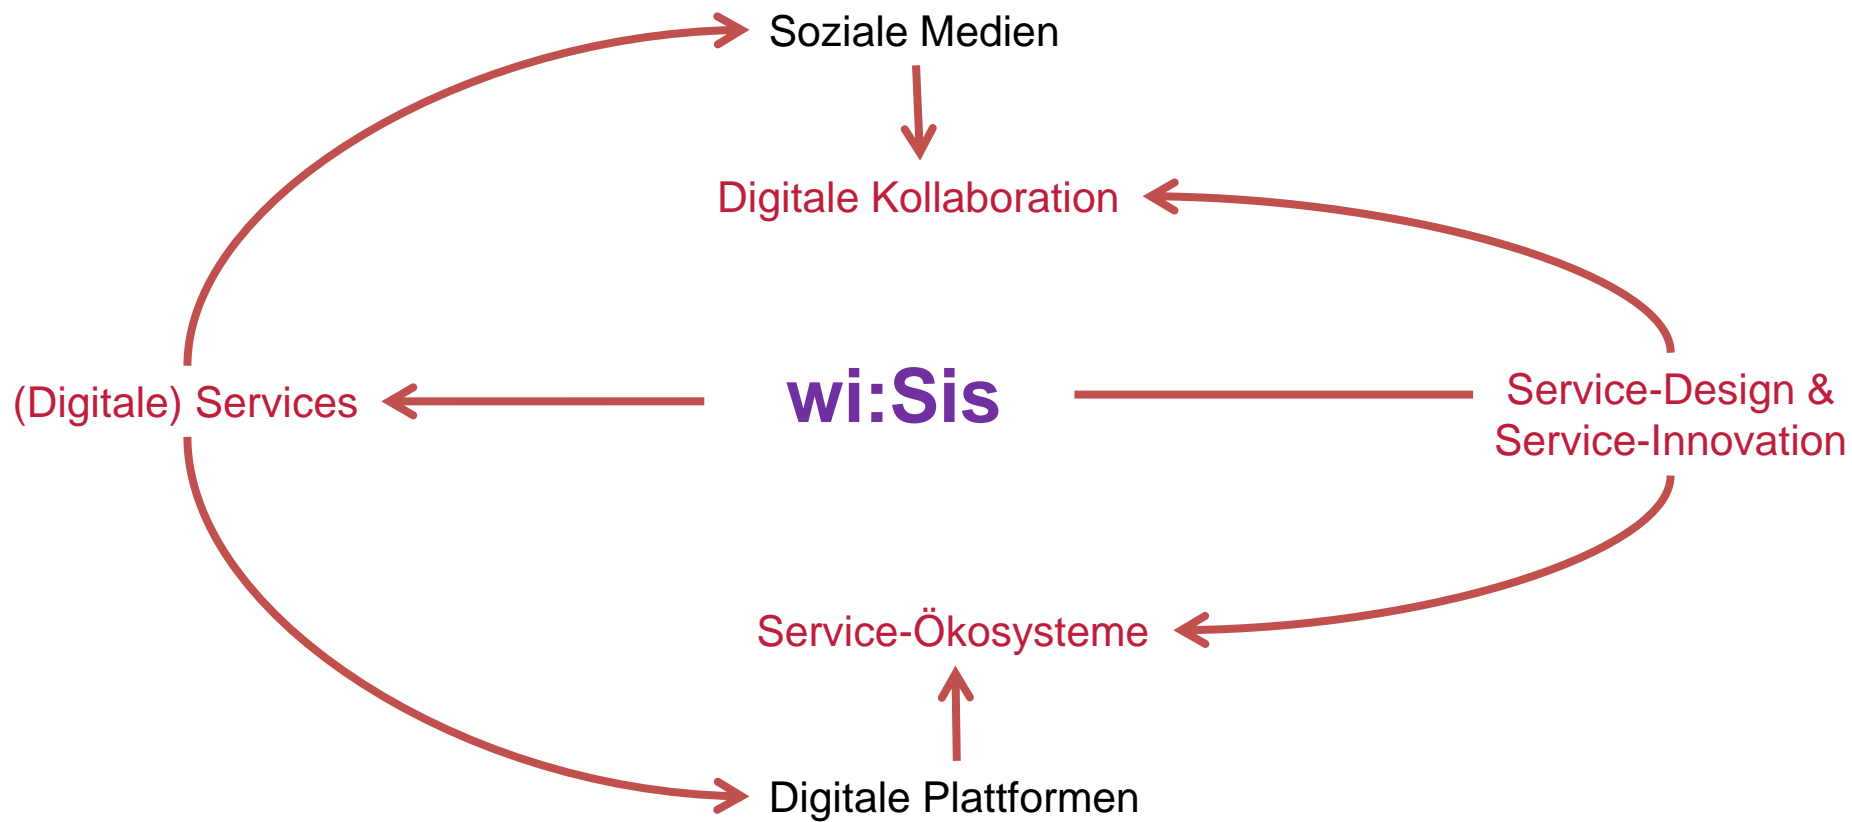 Soziale Medien
Digitale Kollaboration
(Digitale) Services
wi:Sis
Service-Design &
Service-Innovation
Service-Ökosysteme
Digitale Plattformen